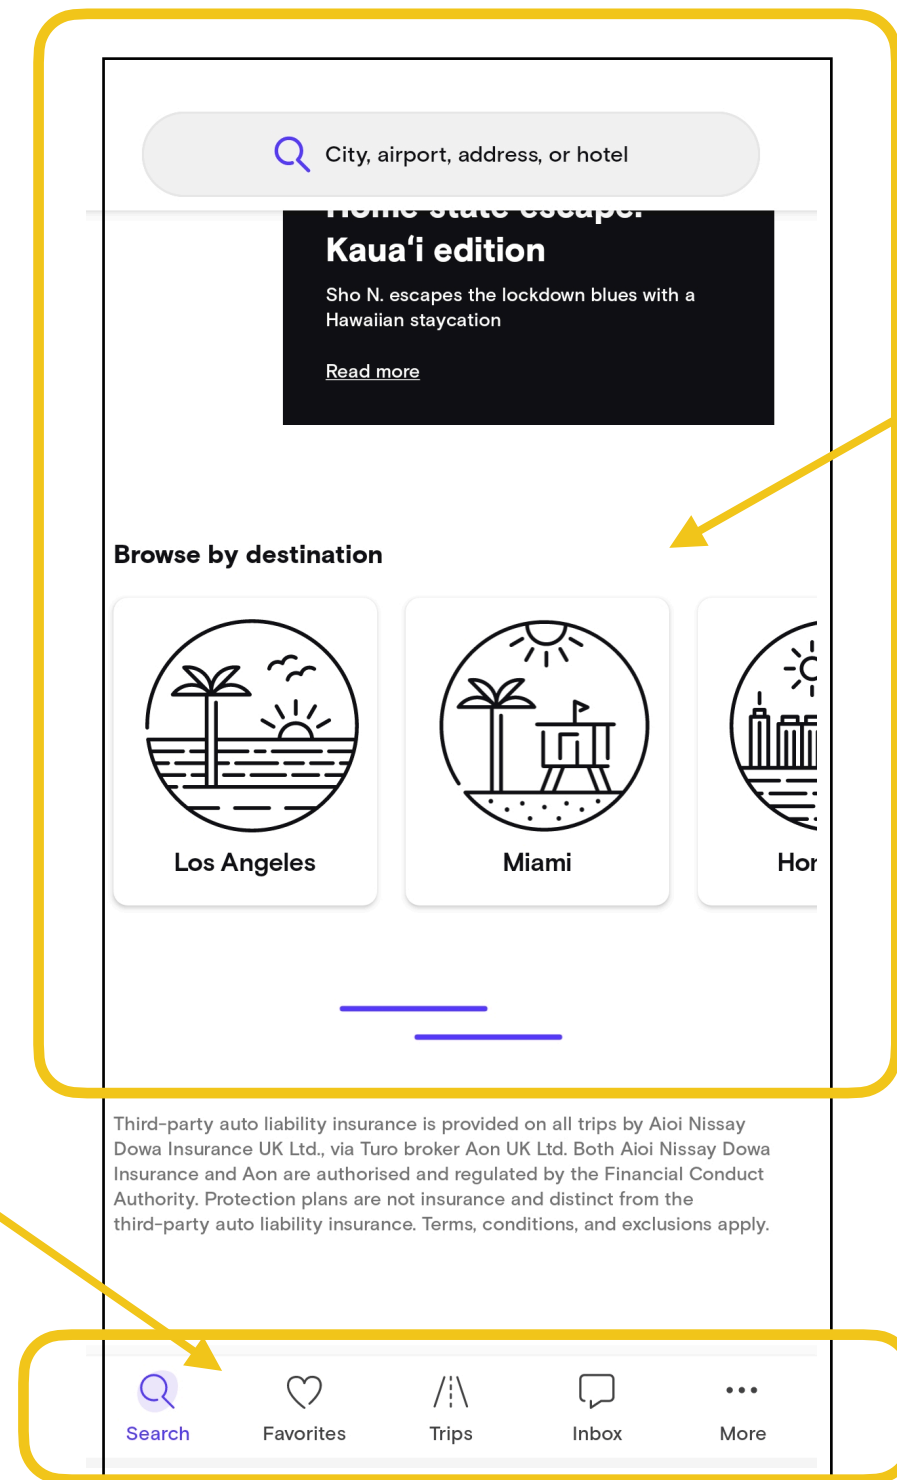 City, airport, address, or hotel
Home state escape:
Kauaʻi edition
Sho N. escapes the lockdown blues with a
Hawaiian staycation
Read more
Browse by destination
Los Angeles
Miami
Third-party auto liability insurance is provided on all trips by Aioi Nissay
Dowa Insurance UK Ltd., via Turo broker Aon UK Ltd. Both Aioi Nissay Dowa
Insurance and Aon are authorised and regulated by the Financial Conduct
Authority. Protection plans are not insurance and distinct from the
third-party auto liability insurance. Terms, conditions, and exclusions apply.
Search
Favorites
Trips
Inbox
More